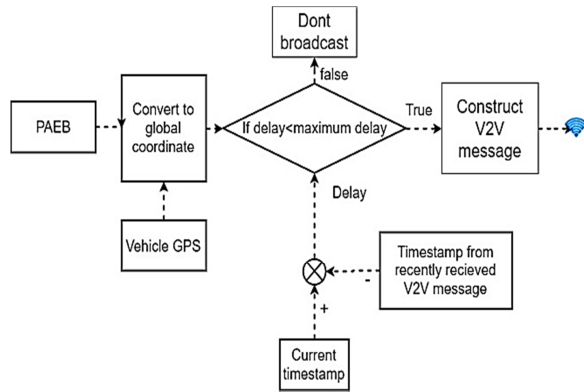 Dont
broadcast
false
PAEB
Convert to
global
coordinate
If delay<maximum delay
True
Construct
V2V
message
Vehicle GPS
Delay
Timestamp from
recently recieved
V2V message
-
+
Current
timestamp